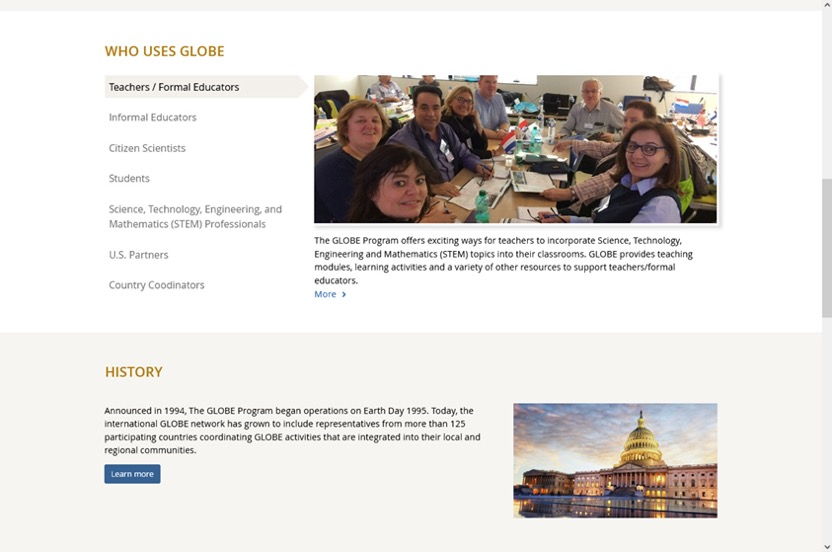 WHO USES GLOBE
Teachers / Formal Educators
Informal Educators
Citizen Scientists
Students
Science, Technology, Engineering, and
Mathematics (STEM) Professionals
U.S. Partners
Country Coodinators
The GLOBE Program offers exciting ways for teachers to incorporate Science, Technology,
Engineering and Mathematics (STEM) topics into their classrooms. GLOBE provides teaching
modules, learning activities and a variety of other resources to support teachers/formal
educators.
More
HISTORY
Announced in 1994, The GLOBE Program began operations on Earth Day 1995. Today, the
international GLOBE network has grown to include representatives from more than 125
participating countries coordinating GLOBE activities that are integrated into their local and
regional communities.
Learn more